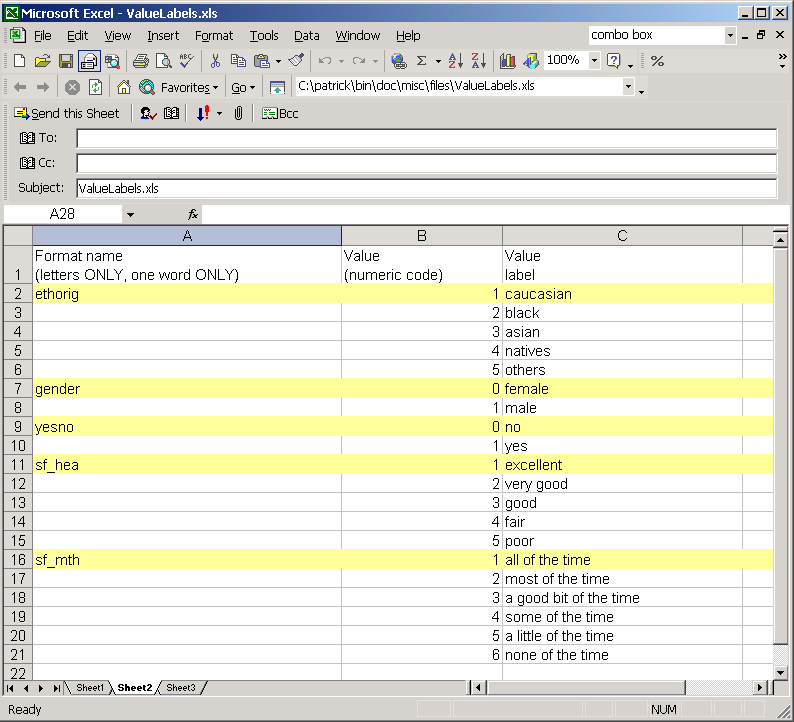 Microsoft Excel - ValueLabels.xls
File Edit View Insert Format Tools Data Window Help combo box
100%
Favorites Go C:\patrick\bin\doc\misc\files\ValueLabels.xls
Send this Sheet Bcc
To:
Cc:
Subject: ValueLabels.xls
A28 fx
A B C
Format name Value Value
1 (letters ONLY, one word ONLY) (numeric code) label
2 ethorig 1 caucasian
3 2 black
4 3 asian
5 4 natives
6 5 others
7 gender 0 female
8 1 male
9 yesno 0 no
10 1 yes
11 sf_hea 1 excellent
12 2 very good
13 3 good
14 4 fair
15 5 poor
16 sf_mth 1 all of the time
17 2 most of the time
18 3 a good bit of the time
19 4 some of the time
20 5 a little of the time
21 6 none of the time
22
Sheet1 Sheet2 Sheet3
Ready NUM